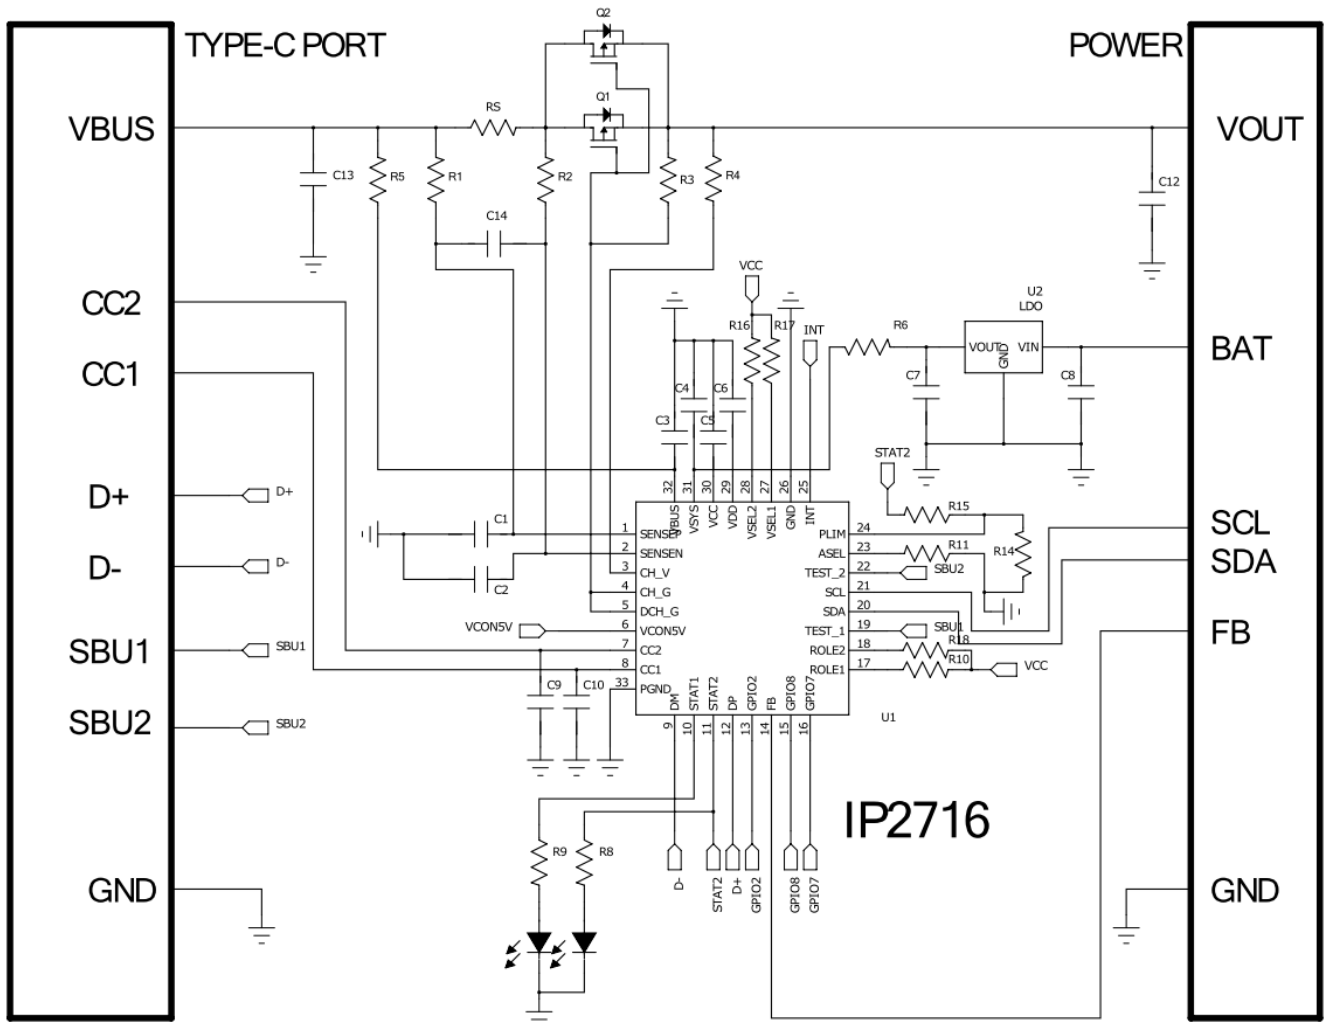 TYPE-C PORT
POWER
Q2
Q1
RS
VBUS
VOUT
C13
R5
R1
R2
R3
R4
C12
C14
VCC
CC2
U2
LDO
R16
R17
INT
R6
VOUT
VIN
GND
BAT
CC1
C7
C8
C4
C6
C3
C5
STAT2
D+
D+
32
31
30
29
28
27
26
25
VBUS
VSYS
VCC
VDD
VSEL2
VSEL1
GND
INT
R15
C1
1
SENSEP
PLIM
24
SCL
2
SENSEN
ASEL
23
R11
R14
D-
D-
3
CH_V
TEST_2
22
SBU2
SDA
C2
4
CH_G
SCL
21
5
DCH_G
SDA
20
VCON5V
6
VCON5V
TEST_1
19
SBU1
FB
SBU1
SBU1
7
CC2
ROLE2
18
R18
8
CC1
ROLE1
17
R10
VCC
C9
C10
33
PGND
DM
STAT1
STAT2
DP
GPIO2
FB
GPIO8
GPIO7
U1
SBU2
SBU2
9
10
11
12
13
14
15
16
IP2716
R9
R8
D-
STAT2
D+
GPIO2
GPIO8
GPIO7
GND
GND